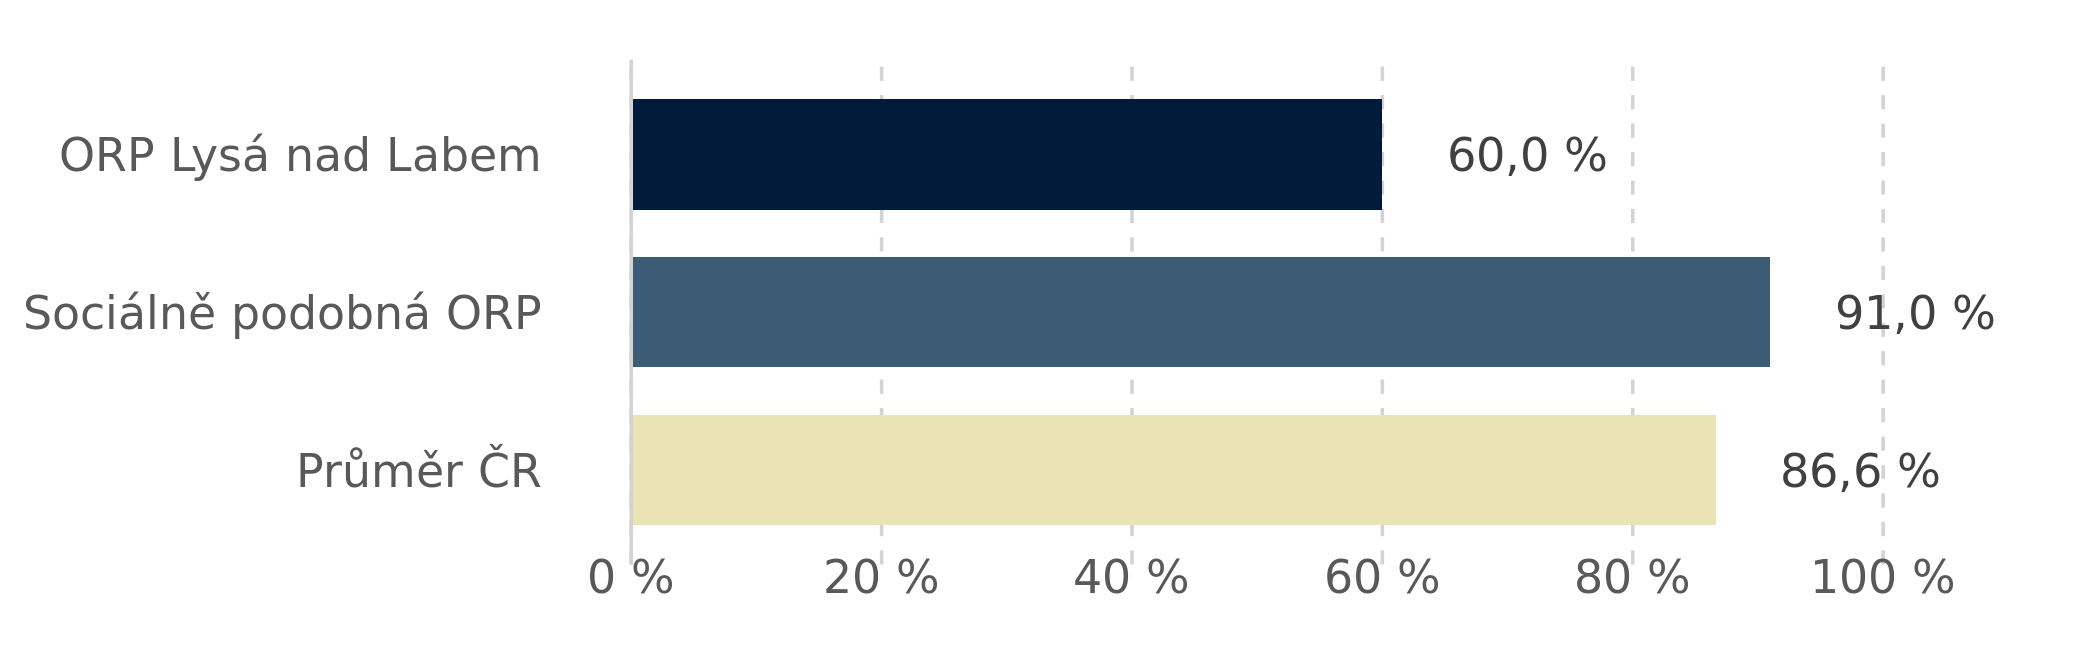 ORP Lysá nad Labem
60,0 %
Sociálně podobná ORP
91,0 %
Průměr ČR
86,6 %
0 % 20 % 40 % 60 % 80 % 100 %